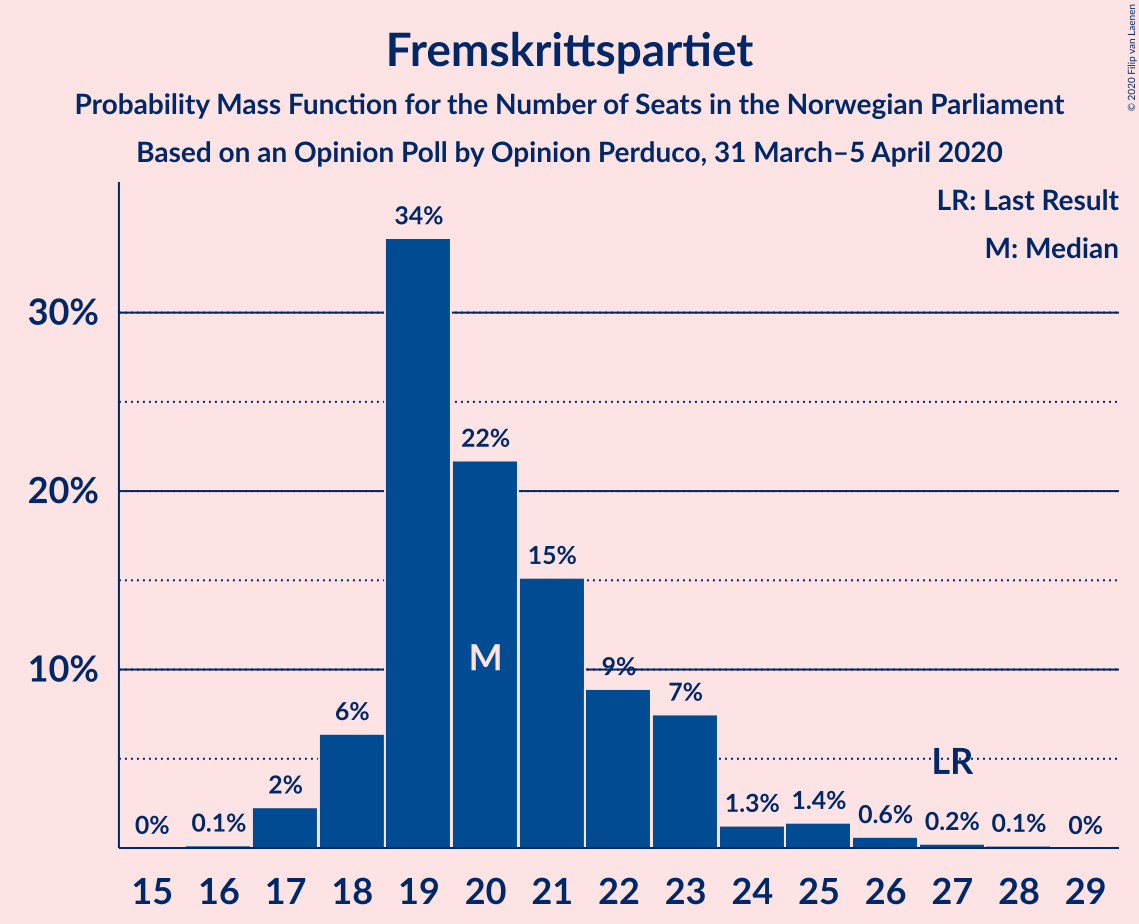 Fremskrittspartiet
Probability Mass Function for the Number of Seats in the Norwegian Parliament
Based on an Opinion Poll by Opinion Perduco, 31 March–5 April 2020
© 2020 Filip van Laenen
LR: Last Result
M: Median
34%
30%
22%
20%
15%
M
10%
9%
7%
6%
LR
2%
1.3%
1.4%
0.6%
0%
0.1%
0.2%
0.1%
0%
15 16 17 18 19 20 21 22 23 24 25 26 27 28 29